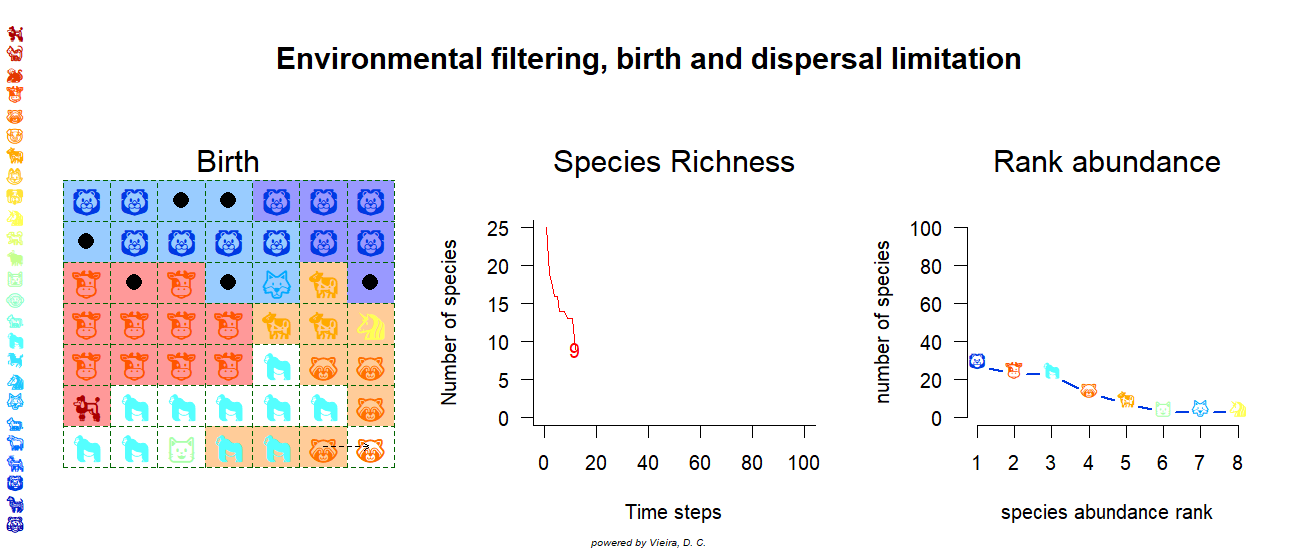 Environmental filtering, birth and dispersal limitation
Birth
Species Richness
Rank abundance
Number of species
25
20
15
10
5
0
9
0 20 40 60 80 100
Time steps
number of species
100
80
60
40
20
0
1 2 3 4 5 6 7 8
species abundance rank
powered by Vieira, D. C.